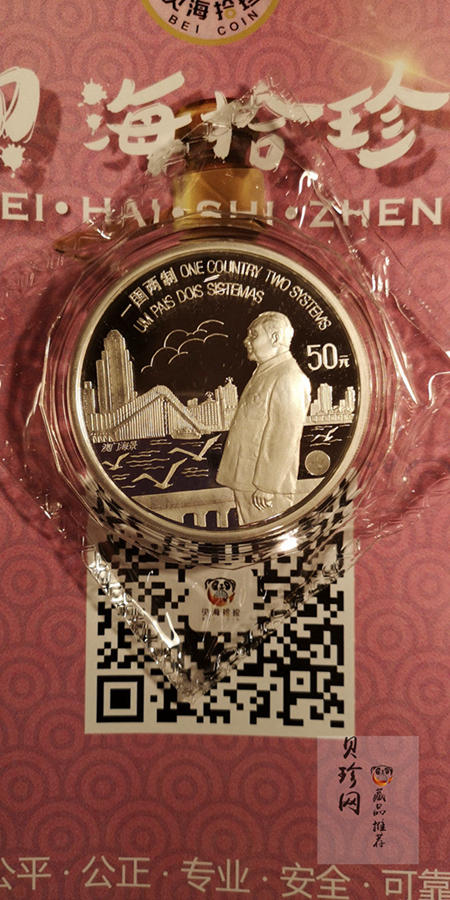 贝海拾珍
BEI COIN
贝海拾珍
BEI·HAI·SHI·ZHEN
一国两制 ONE COUNTRY TWO SYSTEMS
UM PAÍS DOIS SISTEMAS
50元
澳门海景
贝海拾珍
贝珍网
藏品推荐
公平·公正·专业·安全·可靠